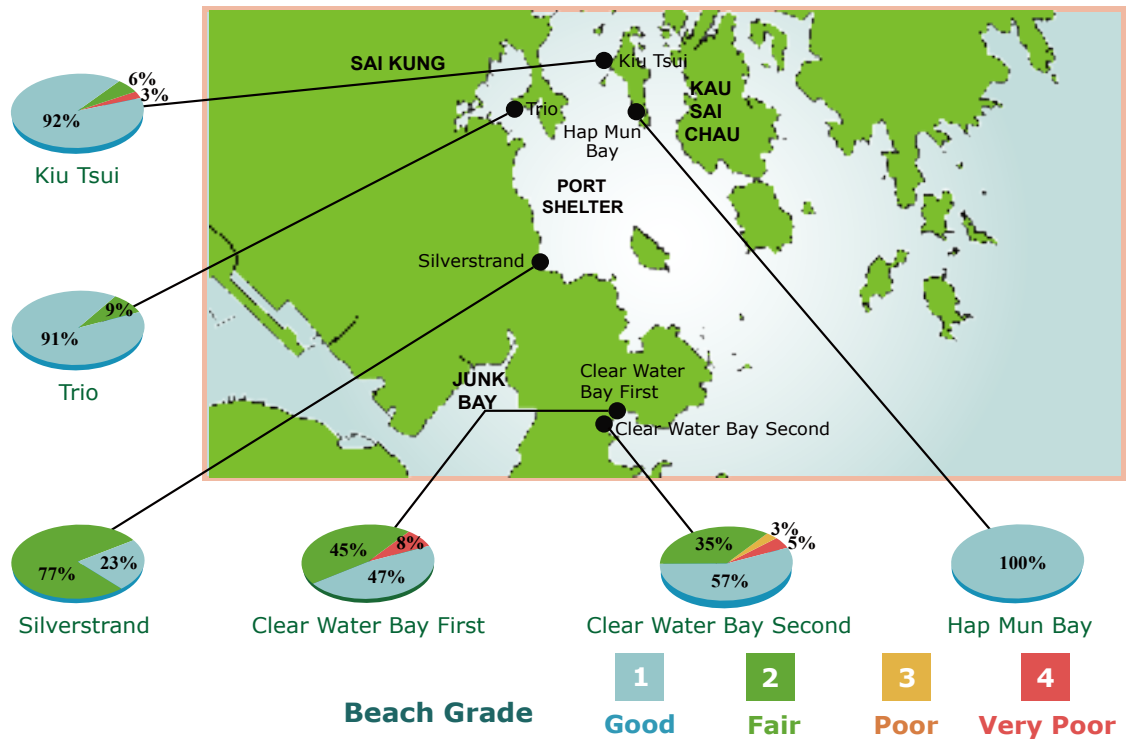 SAI KUNG
Kiu Tsui
KAU
SAI
CHAU
Trio
Hap Mun
Bay
PORT
SHELTER
Silverstrand
Clear Water
Bay First
JUNK
BAY
Clear Water Bay Second
6%
3%
92%
Kiu Tsui
9%
91%
Trio
23%
77%
Silverstrand
45%
8%
47%
Clear Water Bay First
3%
35%
5%
57%
Clear Water Bay Second
100%
Hap Mun Bay
Beach Grade
1
Good
2
Fair
3
Poor
4
Very Poor